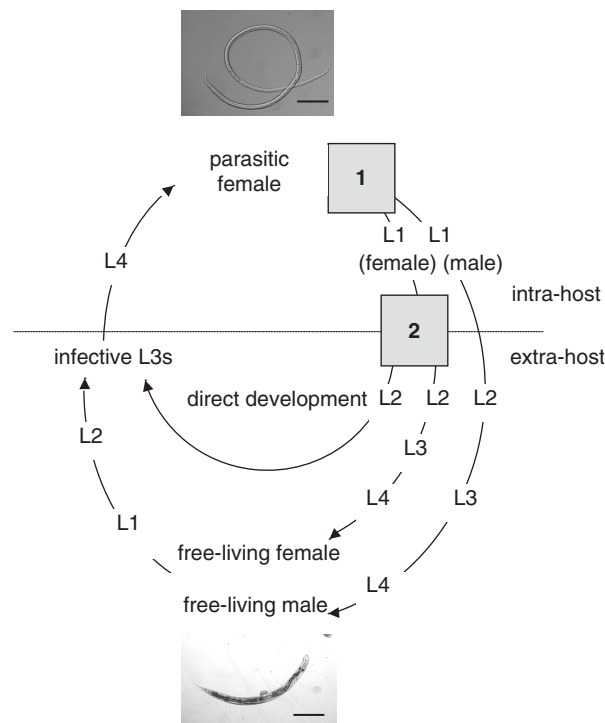 parasitic
female
1
L1 L1
(female) (male)
L4
intra-host
2
infective L3s
extra-host
direct development
L2 L2 L2
L2
L3
L4
L3
L1
free-living female
L4
free-living male